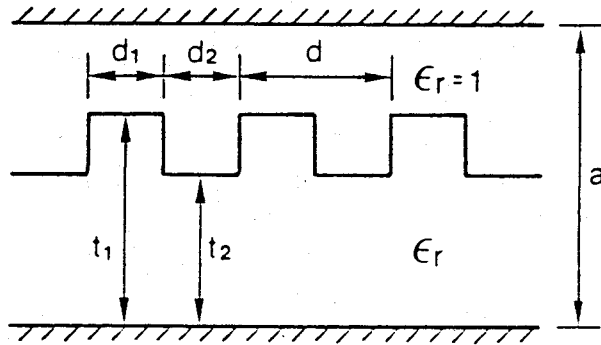 d₁ d₂ d ϵr = 1
a
t₁ t₂ ϵr